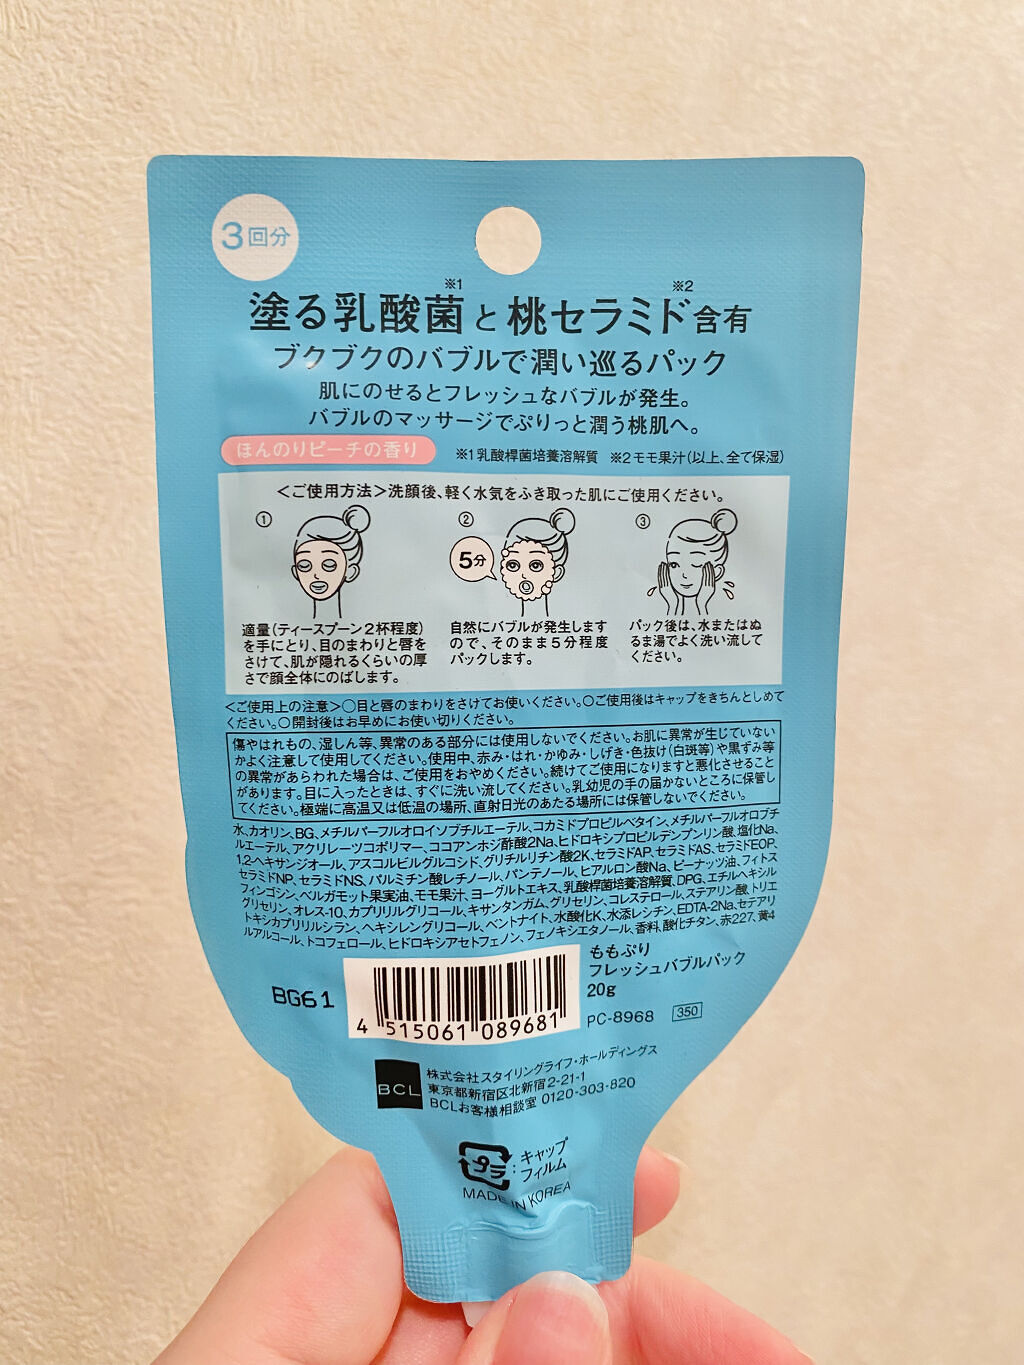 3回分
※1 ※2
塗る乳酸菌と桃セラミド含有
ブクブクのバブルで潤い巡るパック
肌にのせるとフレッシュなバブルが発生。
バブルのマッサージでぷりっと潤う桃肌へ。
ほんのりピーチの香り
※1乳酸桿菌培養溶解質 ※2モモ果汁(以上、全て保湿)
<ご使用方法>洗顔後、軽く水気をふき取った肌にご使用ください。
①
適量(ティースプーン2杯程度)
を手にとり、目のまわりと唇を
さけて、肌が隠れるくらいの厚
さで顔全体にのばします。
②
5分
自然にバブルが発生します
ので、そのまま5分程度
パックします。
③
パック後は、水またはぬ
るま湯でよく洗い流して
ください。
<ご使用上の注意>○目と唇のまわりをさけてお使いください。○ご使用後はキャップをきちんとしめて
ください。○開封後はお早めにお使い切りください。
傷やはれもの、湿しん等、異常のある部分には使用しないでください。お肌に異常が生じていない
かよく注意して使用してください。使用中、赤み・はれ・かゆみ・しげき・色抜け(白斑等)や黒ずみ等
の異常があらわれた場合は、ご使用をおやめください。続けてご使用になりますと悪化させること
があります。目に入ったときは、すぐに洗い流してください。乳幼児の手の届かないところに保管し
てください。極端に高温又は低温の場所、直射日光のあたる場所には保管しないでください。
水、カオリン、BG、メチルパーフルオロイソブチルエーテル、コカミドプロピルベタイン、メチルパーフルオロブチ
ルエーテル、アクリレーツコポリマー、ココアンホジ酢酸2Na、ヒドロキシプロピルデンプンリン酸、塩化Na、
1,2-ヘキサンジオール、アスコルビルグルコシド、グリチルリチン酸2K、セラミドAP、セラミドAS、セラミドEOP、
セラミドNP、セラミドNS、パルミチン酸レチノール、パンテノール、ヒアルロン酸Na、ピーナッツ油、フィトス
フィンゴシン、ベルガモット果実油、モモ果汁、ヨーグルトエキス、乳酸桿菌培養溶解質、DPG、エチルヘキシル
グリセリン、オレス-10、カプリリルグリコール、キサンタンガム、グリセリン、コレステロール、ステアリン酸、トリエ
トキシカプリリルシラン、ヘキシレングリコール、ベントナイト、水酸化K、水添レシチン、EDTA-2Na、セテアリ
ルアルコール、トコフェロール、ヒドロキシアセトフェノン、フェノキシエタノール、香料、酸化チタン、赤227、黄4
BG61
4 515061 089681
ももぷり
フレッシュバブルパック
20g
PC-8968 350
BCL
株式会社スタイリングライフ・ホールディングス
東京都新宿区北新宿2-21-1
BCLお客様相談室 0120-303-820
プラ : キャップ
フィルム
MADE IN KOREA